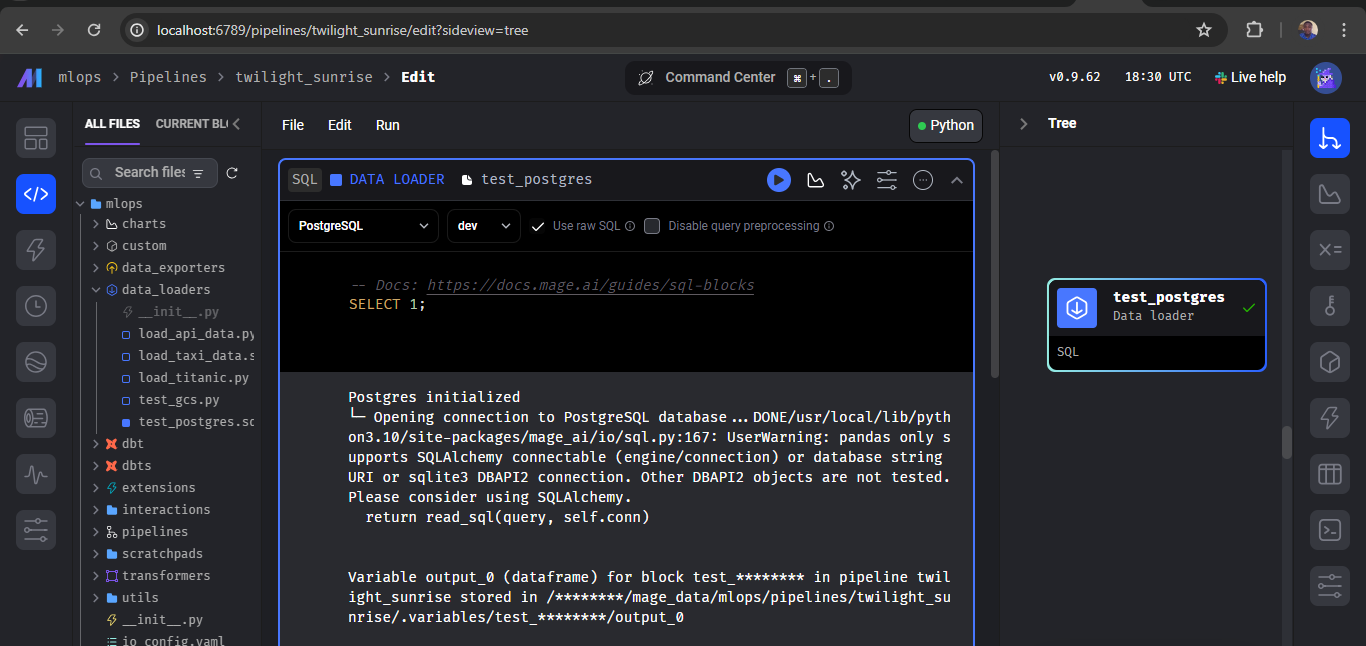 localhost:6789/pipelines/twilight_sunrise/edit?sideview=tree
mlops > Pipelines > twilight_sunrise > Edit
Command Center ⌘ + .
v0.9.62
18:30 UTC
Live help
ALL FILES
CURRENT BL
Search files
mlops
charts
custom
data_exporters
data_loaders
__init__.py
load_api_data.py
load_taxi_data.s
load_titanic.py
test_gcs.py
test_postgres.sc
dbt
dbts
extensions
interactions
pipelines
scratchpads
transformers
utils
__init__.py
io_config.yaml
File
Edit
Run
Python
SQL DATA LOADER test_postgres
PostgreSQL
dev
Use raw SQL
Disable query preprocessing
-- Docs: https://docs.mage.ai/guides/sql-blocks
SELECT 1;
Postgres initialized
└─ Opening connection to PostgreSQL database...DONE/usr/local/lib/pyth
on3.10/site-packages/mage_ai/io/sql.py:167: UserWarning: pandas only s
upports SQLAlchemy connectable (engine/connection) or database string
URI or sqlite3 DBAPI2 connection. Other DBAPI2 objects are not tested.
Please consider using SQLAlchemy.
return read_sql(query, self.conn)
Variable output_0 (dataframe) for block test_******** in pipeline twil
ight_sunrise stored in /********/mage_data/mlops/pipelines/twilight_su
nrise/.variables/test_********/output_0
Tree
test_postgres
Data loader
SQL